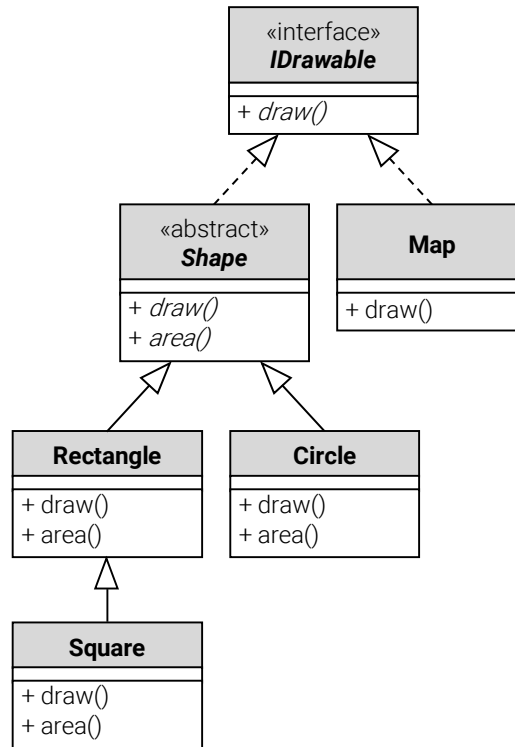 «interface»
IDrawable
+ draw()
«abstract»
Shape
+ draw()
+ area()
Map
+ draw()
Rectangle
+ draw()
+ area()
Circle
+ draw()
+ area()
Square
+ draw()
+ area()